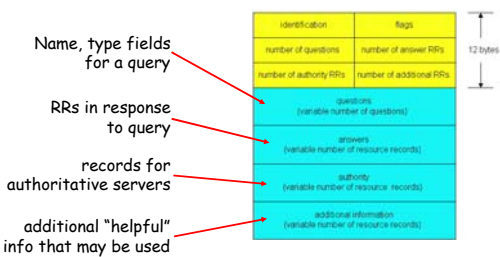 identification flags
number of questions number of answer RRs
number of authority RRs number of additional RRs
12 bytes
Name, type fields
for a query
questions
(variable number of questions)
RRs in response
to query
answers
(variable number of resource records)
records for
authoritative servers
authority
(variable number of resource records)
additional "helpful"
info that may be used
additional information
(variable number of resource records)